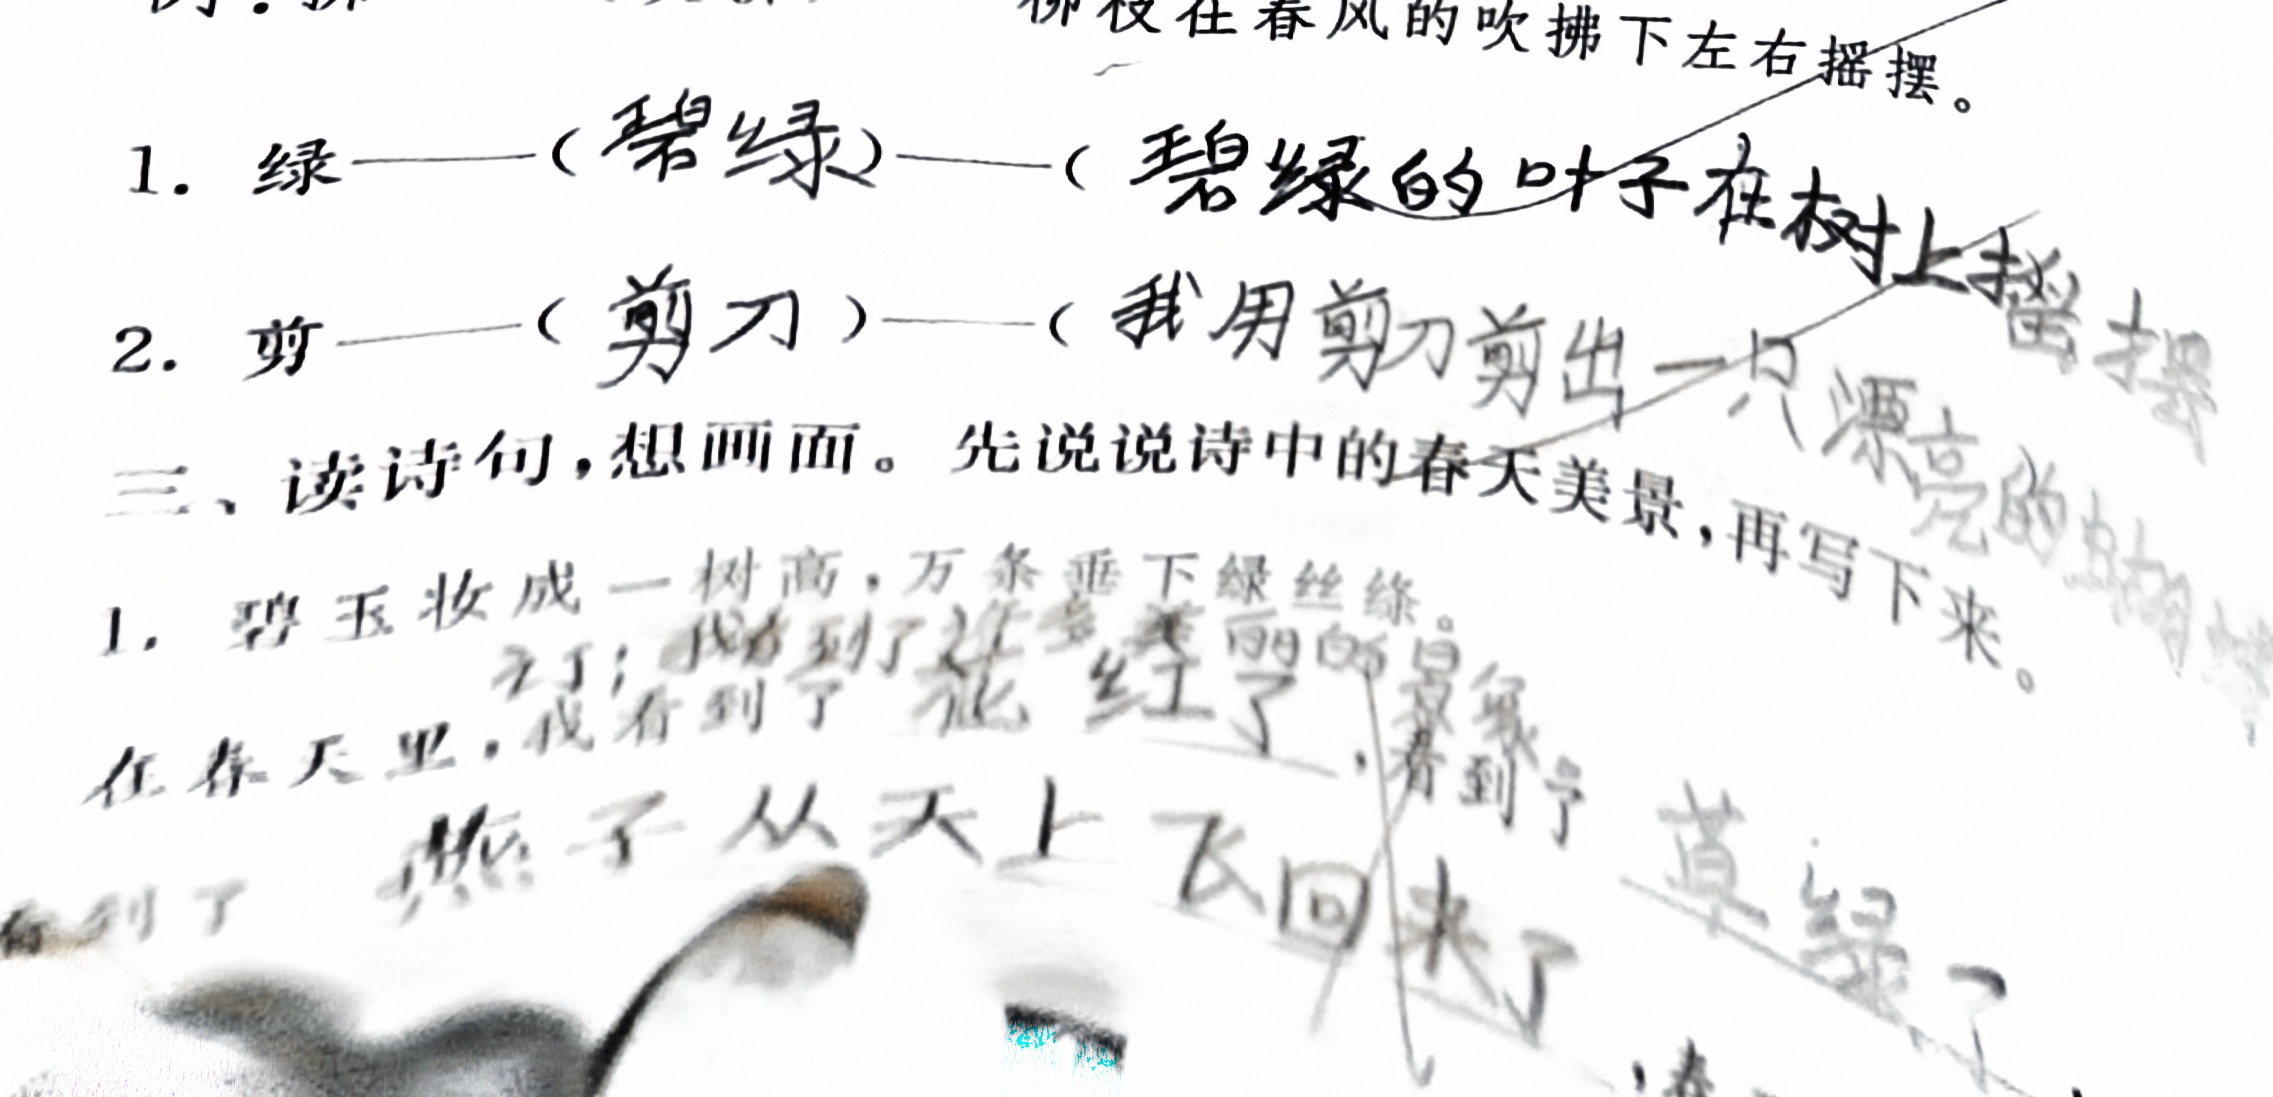 柳枝在春风的吹拂下左右摇摆。
1. 绿——(碧绿)——(碧绿的叶子在树上摇摆
2. 剪——(剪刀)——(我用剪刀剪出一只漂亮的蝴蝶
三、读诗句,想画面。先说说诗中的春天美景,再写下来。
1. 碧玉妆成一树高,万条垂下绿丝绦。
我看到了许多美丽的景
在春天里,我看到了花红了,看到了草绿了,
看到了燕子从天上飞回来了,春